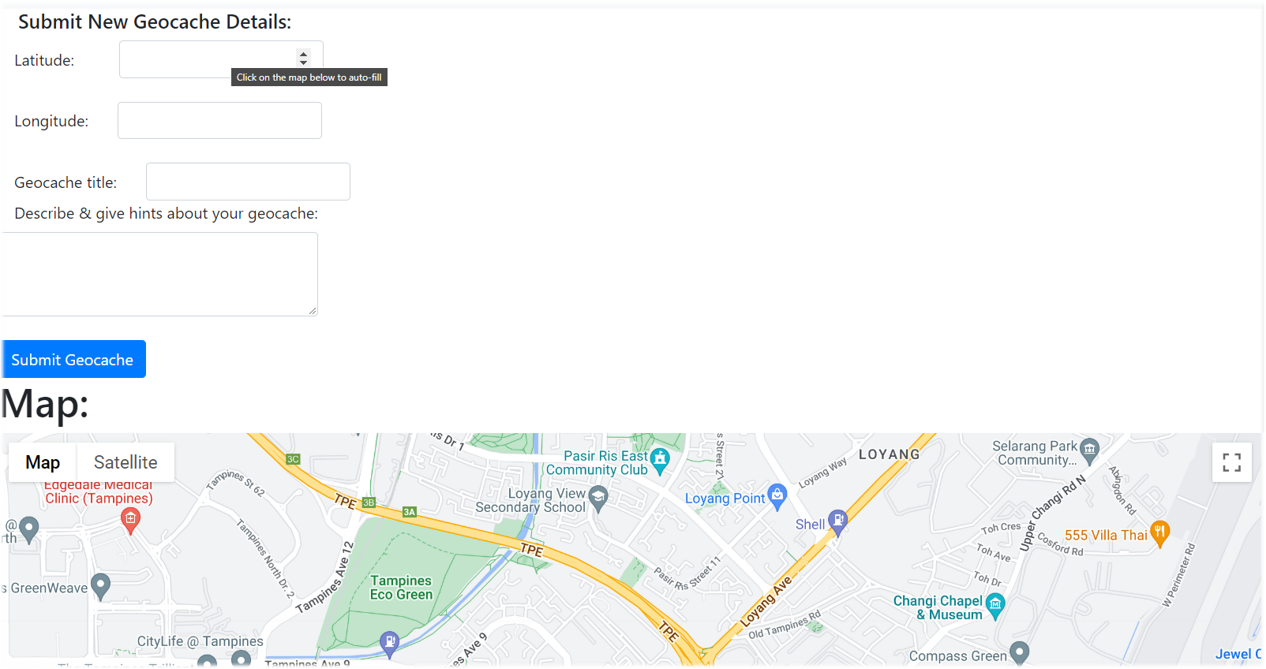 Submit New Geocache Details:
Latitude:
Click on the map below to auto-fill
Longitude:
Geocache title:
Describe & give hints about your geocache:
Submit Geocache
Map:
Map
Satellite
Edgedale Medical
Clinic (Tampines)
Tampines St 62
3C
TPE
3B
3A
Ris Dr 1
Pasir Ris East
Community Club
Street 21
Loyang View
Secondary School
Loyang Point
Loyang Way
LOYANG
Shell
Selarang Park
Community...
Abingdon Rd
Upper Changi Rd N
Toh Cres
Cosford Rd
555 Villa Thai
Toh Ave
Toh Dr
W Perimeter Rd
@
Tampines North Dr. 2
Tampines Ave 12
TPE
Pasir Ris Street 11
s GreenWeave
Tampines
Eco Green
Loyang Ave
Changi Chapel
& Museum
Old Tampines Rd
TPE
CityLife @ Tampines
Tampines Ave 9
Ave 9
Compass Green
Jewel C